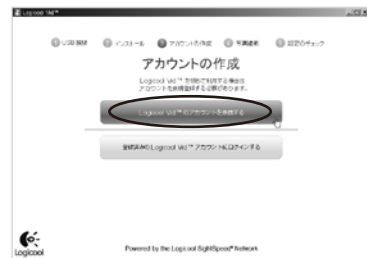 Logicool Vid™
USB接続 インストール アカウントの作成 写真撮影 設定のチェック
アカウントの作成
Logicool Vid™ を初めてご利用する場合は
アカウントを新規登録する必要があります。
Logicool Vid™ のアカウントを作成する
登録済みの Logicool Vid™ アカウントにログインする
Logicool
Powered by the Logicool SightSpeed® Network